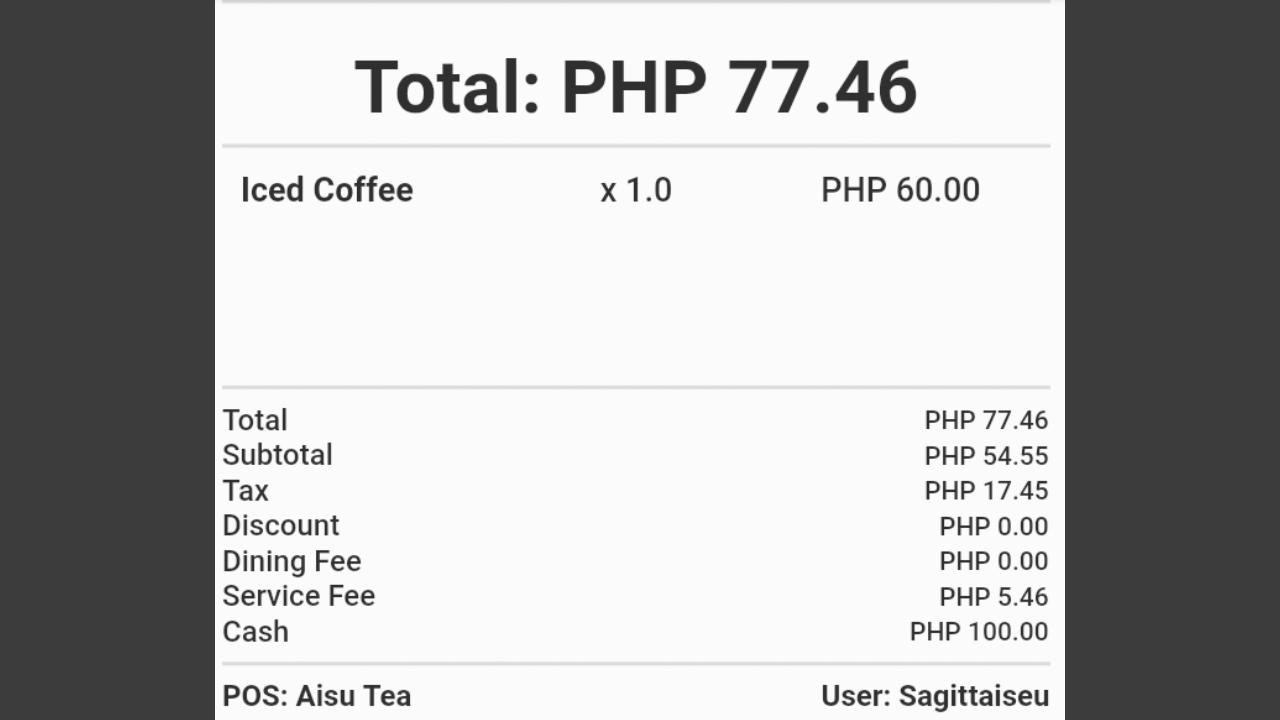 Total: PHP 77.46
Iced Coffee x 1.0 PHP 60.00
Total PHP 77.46
Subtotal PHP 54.55
Tax PHP 17.45
Discount PHP 0.00
Dining Fee PHP 0.00
Service Fee PHP 5.46
Cash PHP 100.00
POS: Aisu Tea User: Sagittaiseu